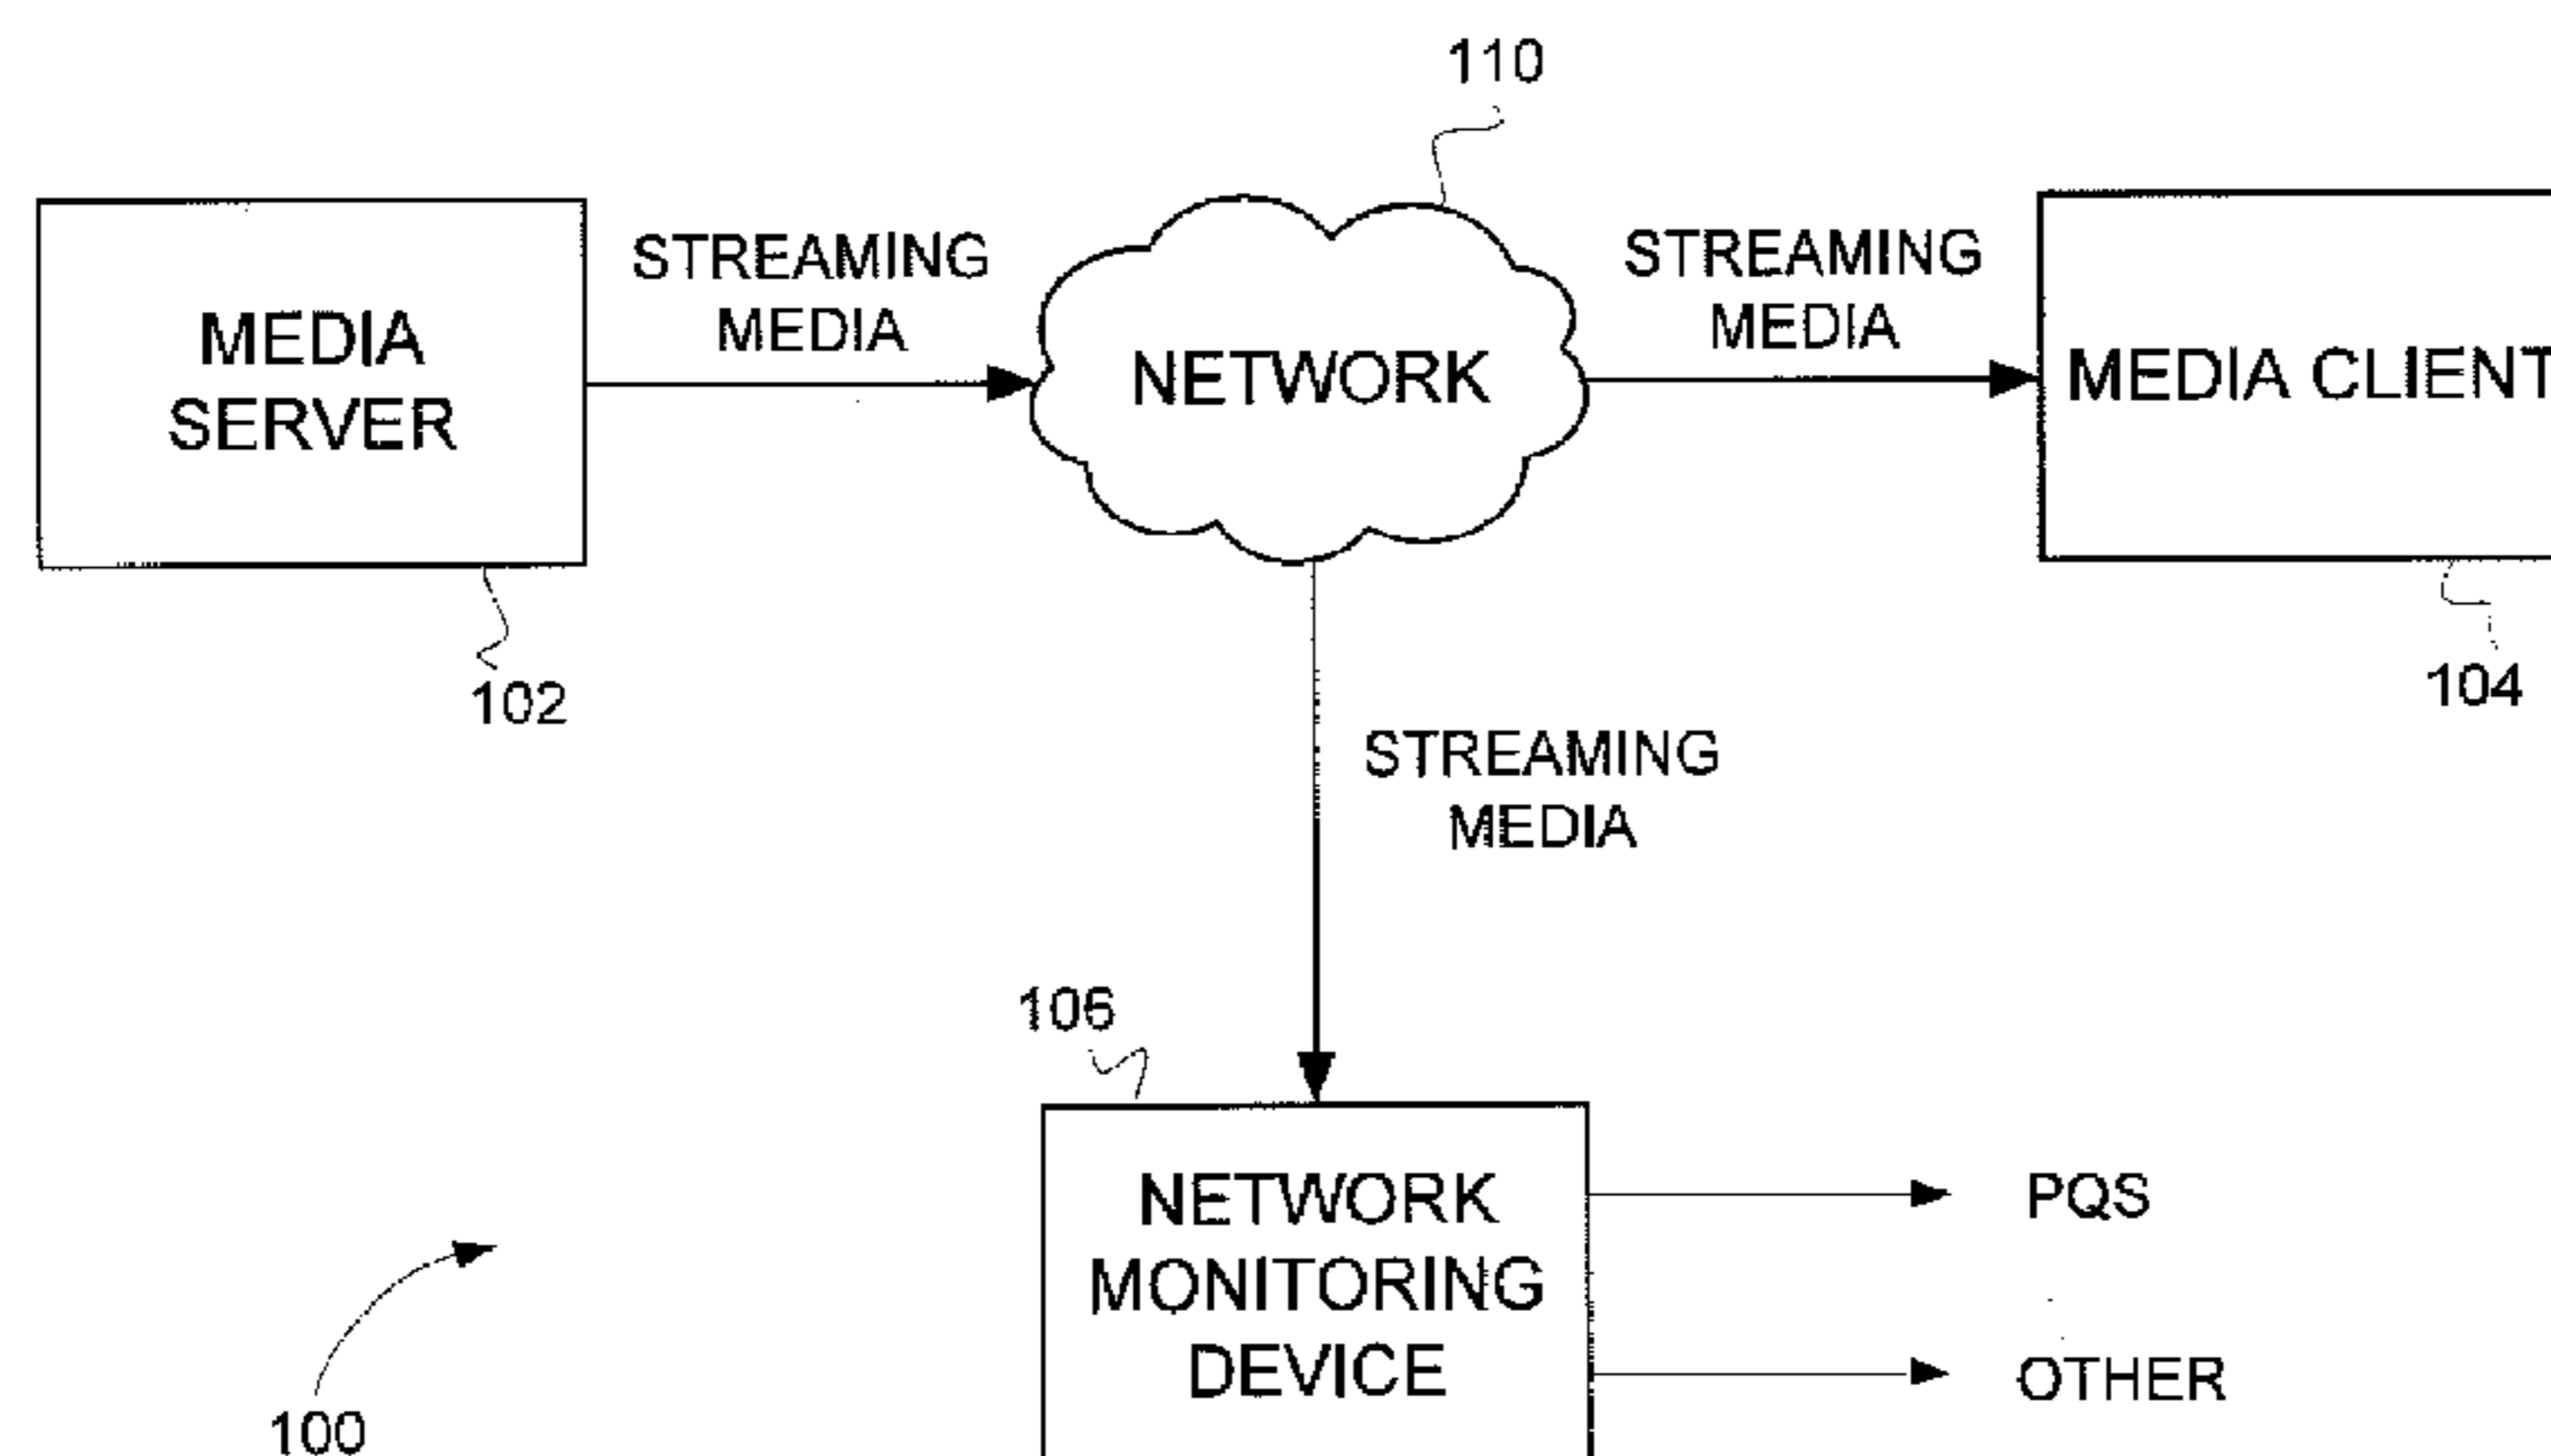 110
STREAMING
MEDIA
STREAMING
MEDIA
MEDIA
SERVER
NETWORK
MEDIA CLIENT
102
104
STREAMING
MEDIA
106
NETWORK
MONITORING
DEVICE
PQS
OTHER
100